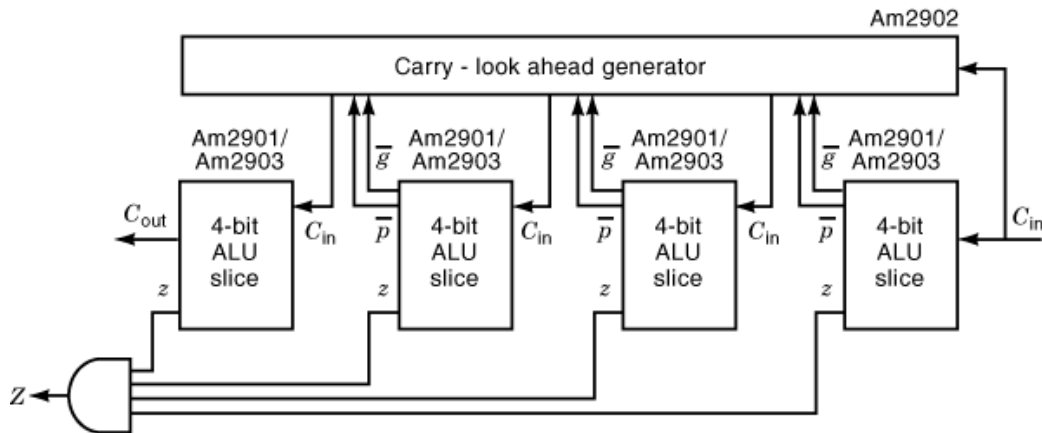 Am2902
Carry - look ahead generator
Am2901/
Am2903
Am2901/
Am2903
Am2901/
Am2903
Am2901/
Am2903
g̅
g̅
g̅
C_out
4-bit
ALU
slice
C_in
p̅
4-bit
ALU
slice
C_in
p̅
4-bit
ALU
slice
C_in
p̅
4-bit
ALU
slice
C_in
z
z
z
z
Z